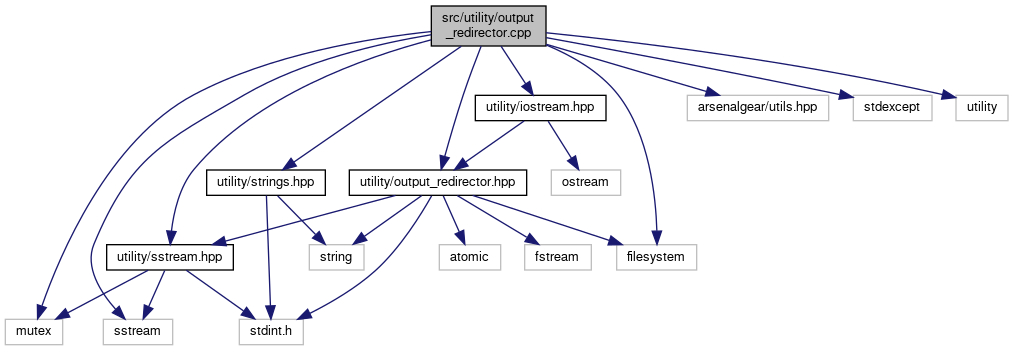 src/utility/output
_redirector.cpp
utility/iostream.hpp
arsenalgear/utils.hpp
stdexcept
utility
utility/strings.hpp
utility/output_redirector.hpp
ostream
utility/sstream.hpp
string
atomic
fstream
filesystem
mutex
sstream
stdint.h